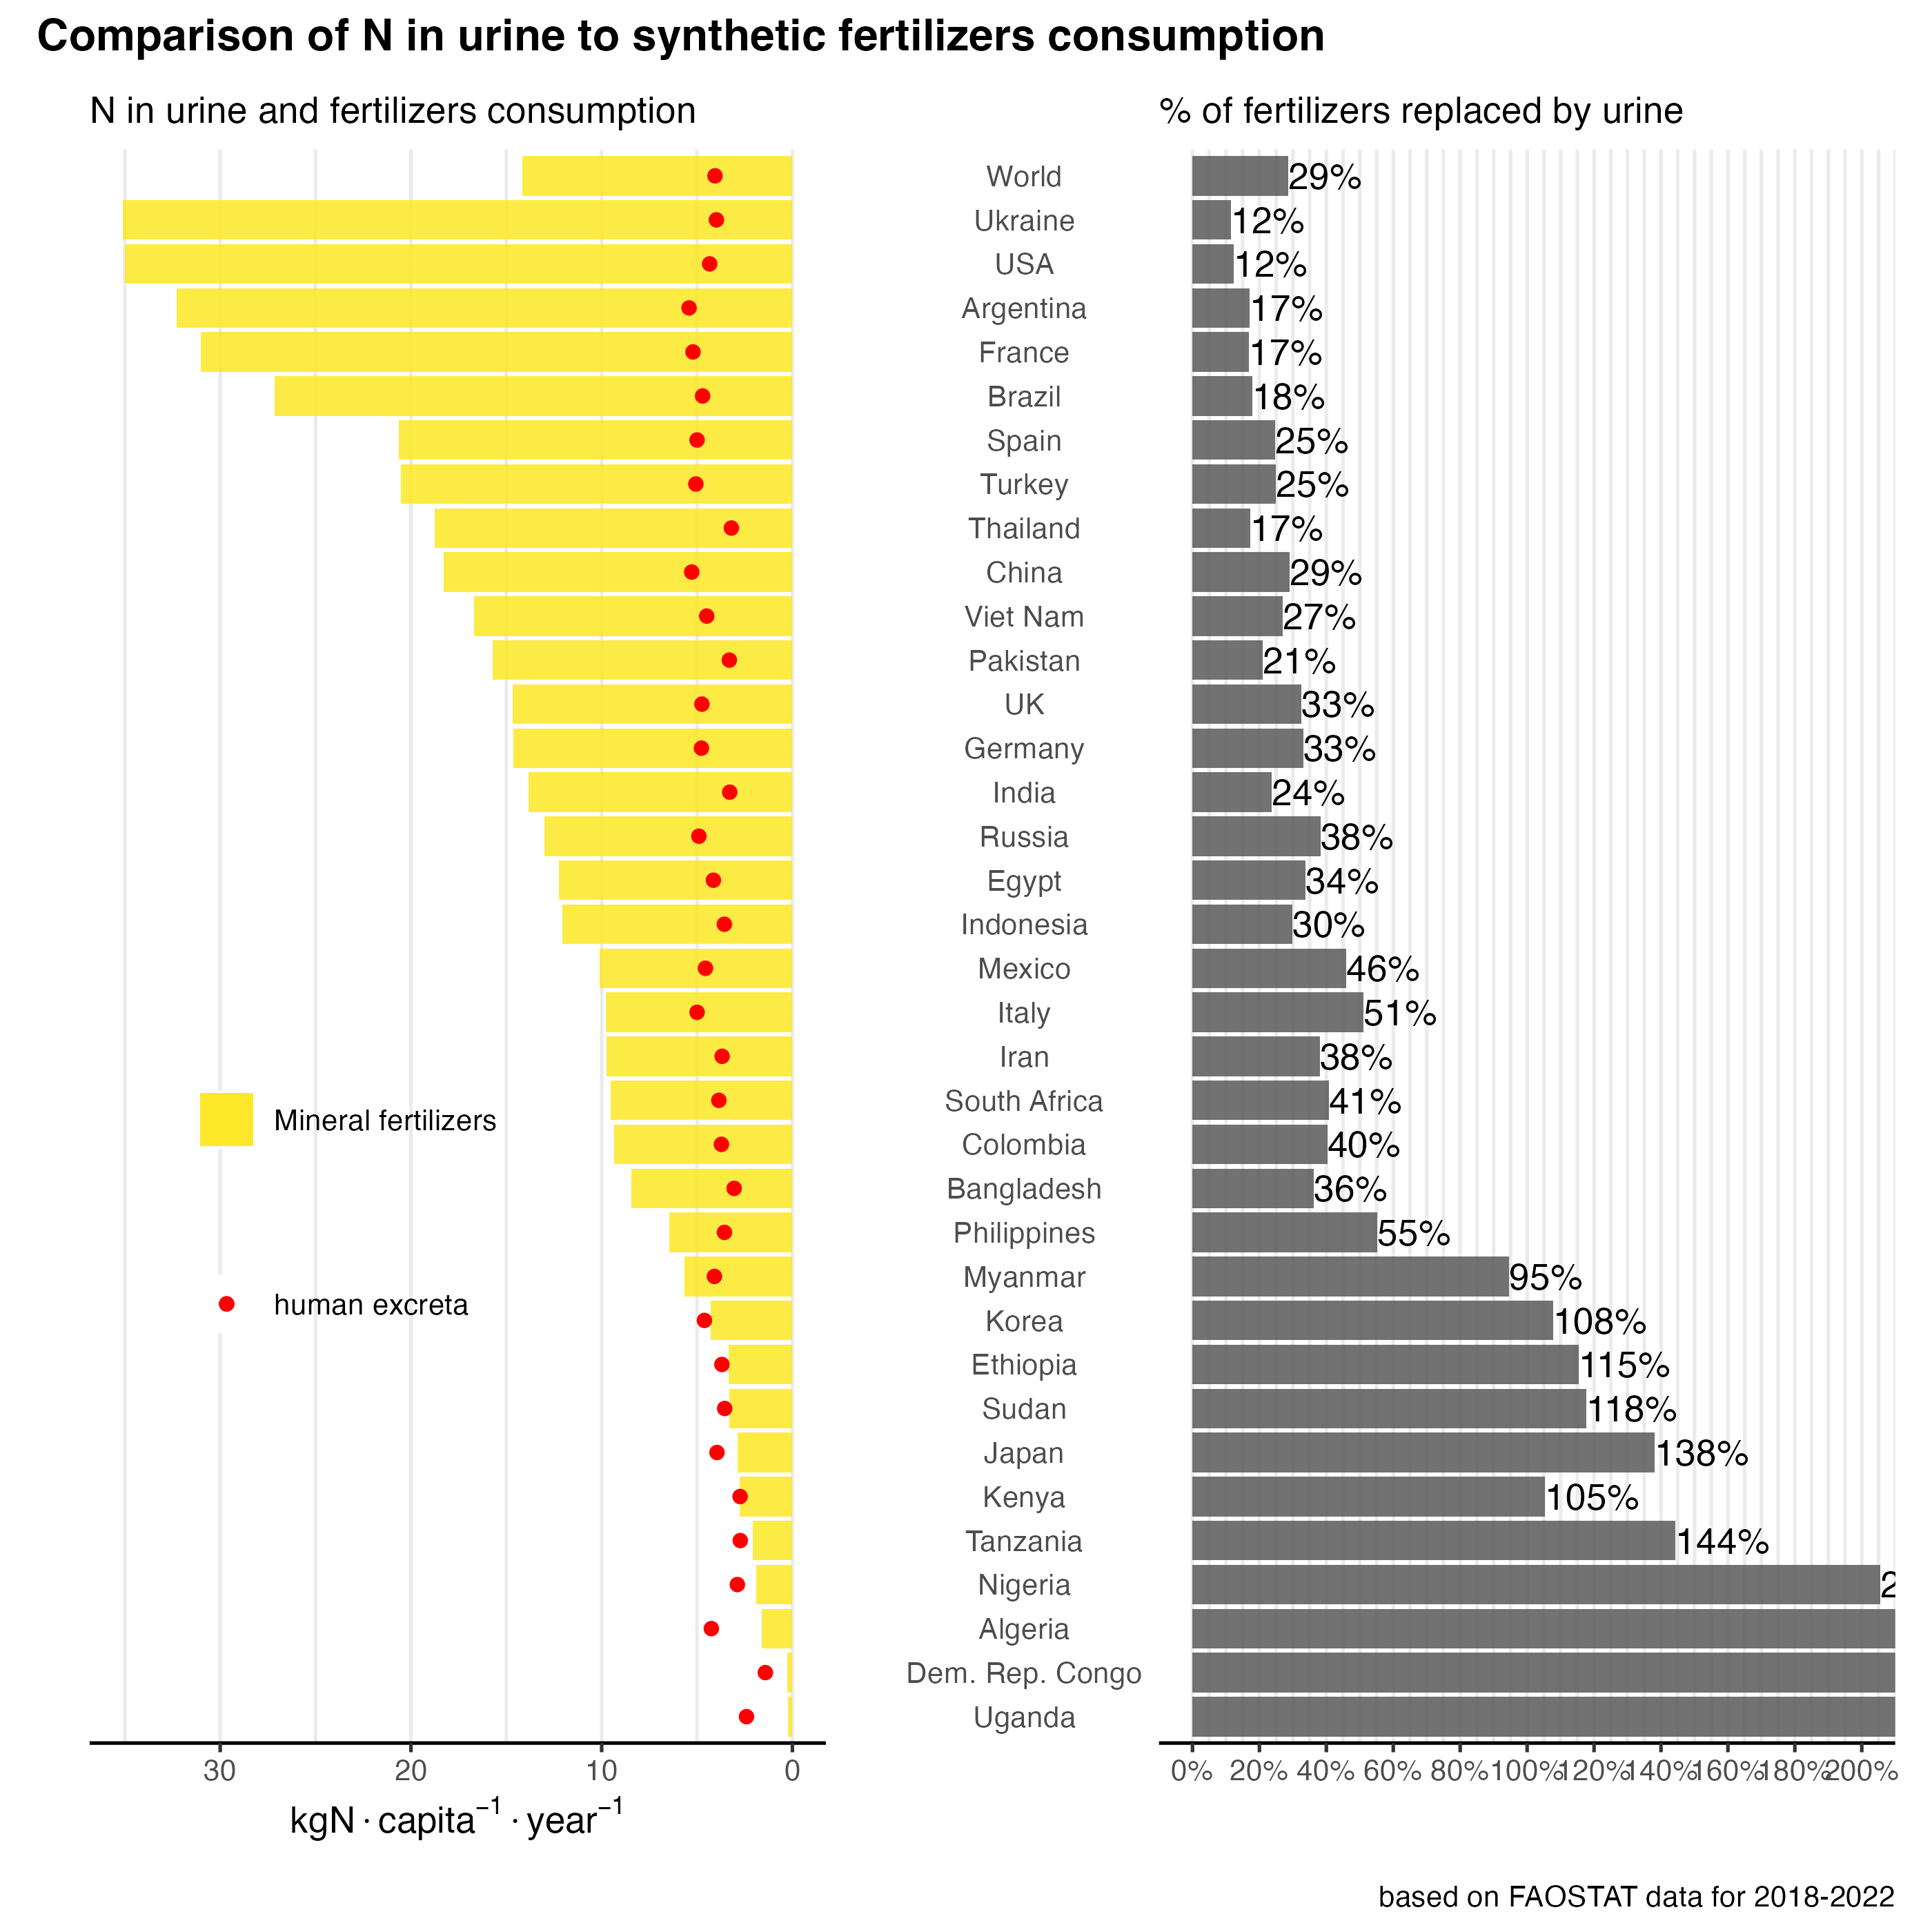 Comparison of N in urine to synthetic fertilizers consumption
N in urine and fertilizers consumption
% of fertilizers replaced by urine
World 29%
Ukraine 12%
USA 12%
Argentina 17%
France 17%
Brazil 18%
Spain 25%
Turkey 25%
Thailand 17%
China 29%
Viet Nam 27%
Pakistan 21%
UK 33%
Germany 33%
India 24%
Russia 38%
Egypt 34%
Indonesia 30%
Mexico 46%
Italy 51%
Iran 38%
South Africa 41%
Colombia 40%
Bangladesh 36%
Philippines 55%
Myanmar 95%
Korea 108%
Ethiopia 115%
Sudan 118%
Japan 138%
Kenya 105%
Tanzania 144%
Nigeria 2
Algeria
Dem. Rep. Congo
Uganda
Mineral fertilizers
human excreta
30 20 10 0
kgN · capita⁻¹ · year⁻¹
0% 20% 40% 60% 80% 100% 120% 140% 160% 180% 200%
based on FAOSTAT data for 2018-2022